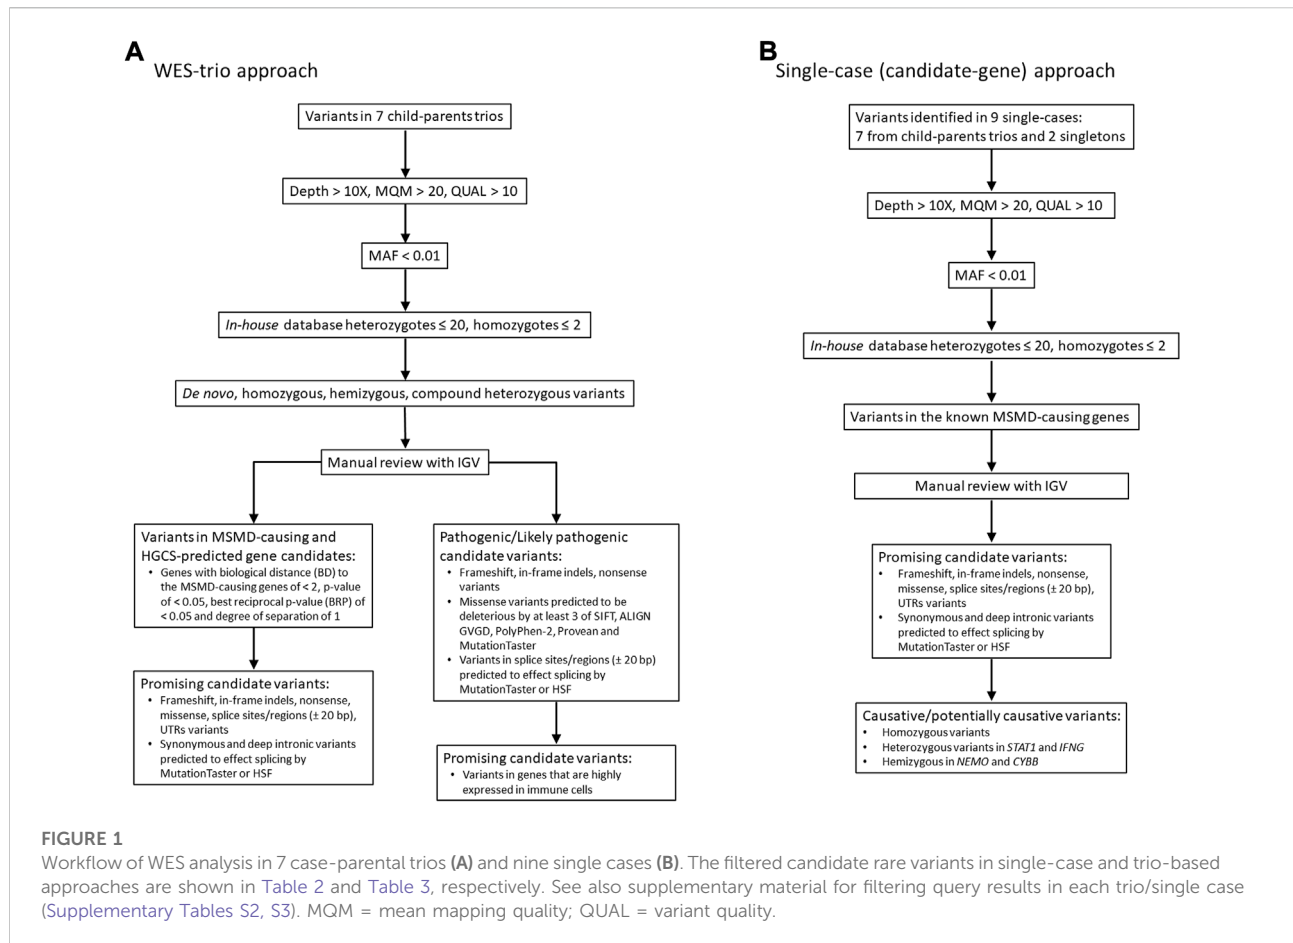 A
WES-trio approach
Variants in 7 child-parents trios
Depth > 10X, MQM > 20, QUAL > 10
MAF < 0.01
In-house database heterozygotes ≤ 20, homozygotes ≤ 2
De novo, homozygous, hemizygous, compound heterozygous variants
Manual review with IGV
Variants in MSMD-causing and
HGCS-predicted gene candidates:
• Genes with biological distance (BD) to
the MSMD-causing genes of < 2, p-value
of < 0.05, best reciprocal p-value (BRP) of
< 0.05 and degree of separation of 1
Promising candidate variants:
• Frameshift, in-frame indels, nonsense,
missense, splice sites/regions (± 20 bp),
UTRs variants
• Synonymous and deep intronic variants
predicted to effect splicing by
MutationTaster or HSF
Pathogenic/Likely pathogenic
candidate variants:
• Frameshift, in-frame indels, nonsense
variants
• Missense variants predicted to be
deleterious by at least 3 of SIFT, ALIGN
GVGD, PolyPhen-2, Provean and
MutationTaster
• Variants in splice sites/regions (± 20 bp)
predicted to effect splicing by
MutationTaster or HSF
Promising candidate variants:
• Variants in genes that are highly
expressed in immune cells
B
Single-case (candidate-gene) approach
Variants identified in 9 single-cases:
7 from child-parents trios and 2 singletons
Depth > 10X, MQM > 20, QUAL > 10
MAF < 0.01
In-house database heterozygotes ≤ 20, homozygotes ≤ 2
Variants in the known MSMD-causing genes
Manual review with IGV
Promising candidate variants:
• Frameshift, in-frame indels, nonsense,
missense, splice sites/regions (± 20 bp),
UTRs variants
• Synonymous and deep intronic variants
predicted to effect splicing by
MutationTaster or HSF
Causative/potentially causative variants:
• Homozygous variants
• Heterozygous variants in STAT1 and IFNG
• Hemizygous in NEMO and CYBB
FIGURE 1
Workflow of WES analysis in 7 case-parental trios (A) and nine single cases (B). The filtered candidate rare variants in single-case and trio-based
approaches are shown in Table 2 and Table 3, respectively. See also supplementary material for filtering query results in each trio/single case
(Supplementary Tables S2, S3). MQM = mean mapping quality; QUAL = variant quality.